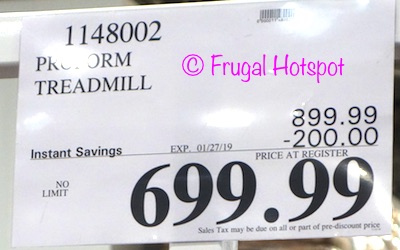 1148002
PROFORM
© Frugal Hotspot
TREADMILL
899.99
-200.00
Instant Savings EXP. 01/27/19 PRICE AT REGISTER
NO
LIMIT
699.99
Sales Tax may be due on all or part of pre-discount price